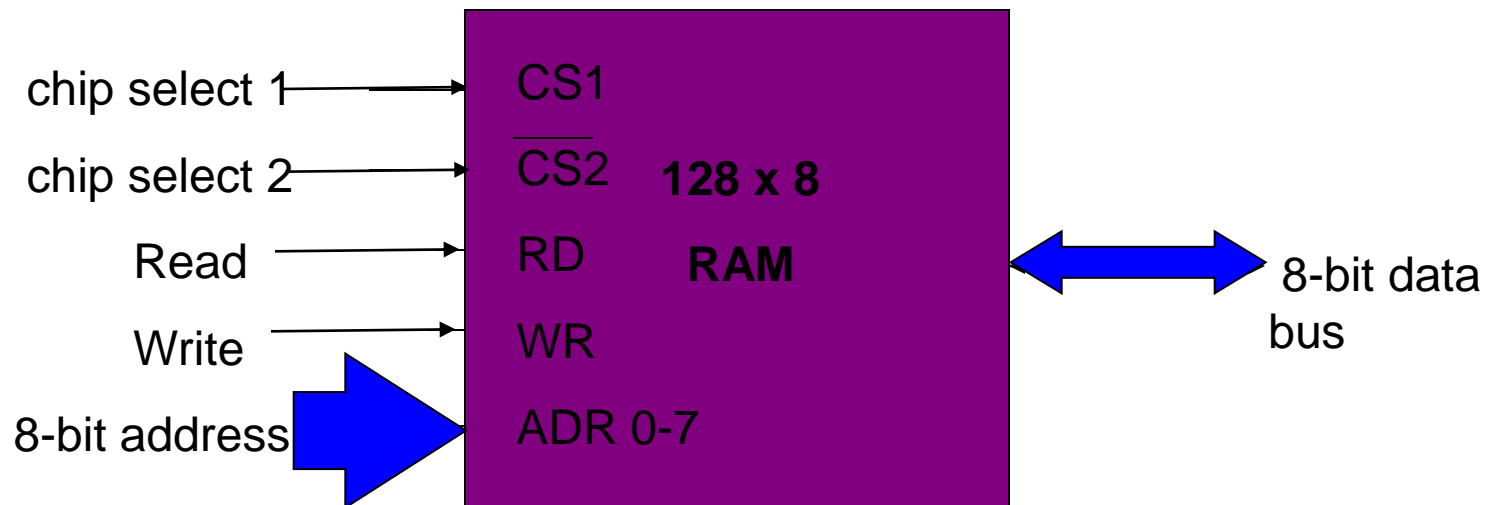 chip select 1
chip select 2
Read
Write
8-bit address
CS1
C̅S̅2̅
RD
WR
ADR 0-7
128 x 8
RAM
8-bit data
bus